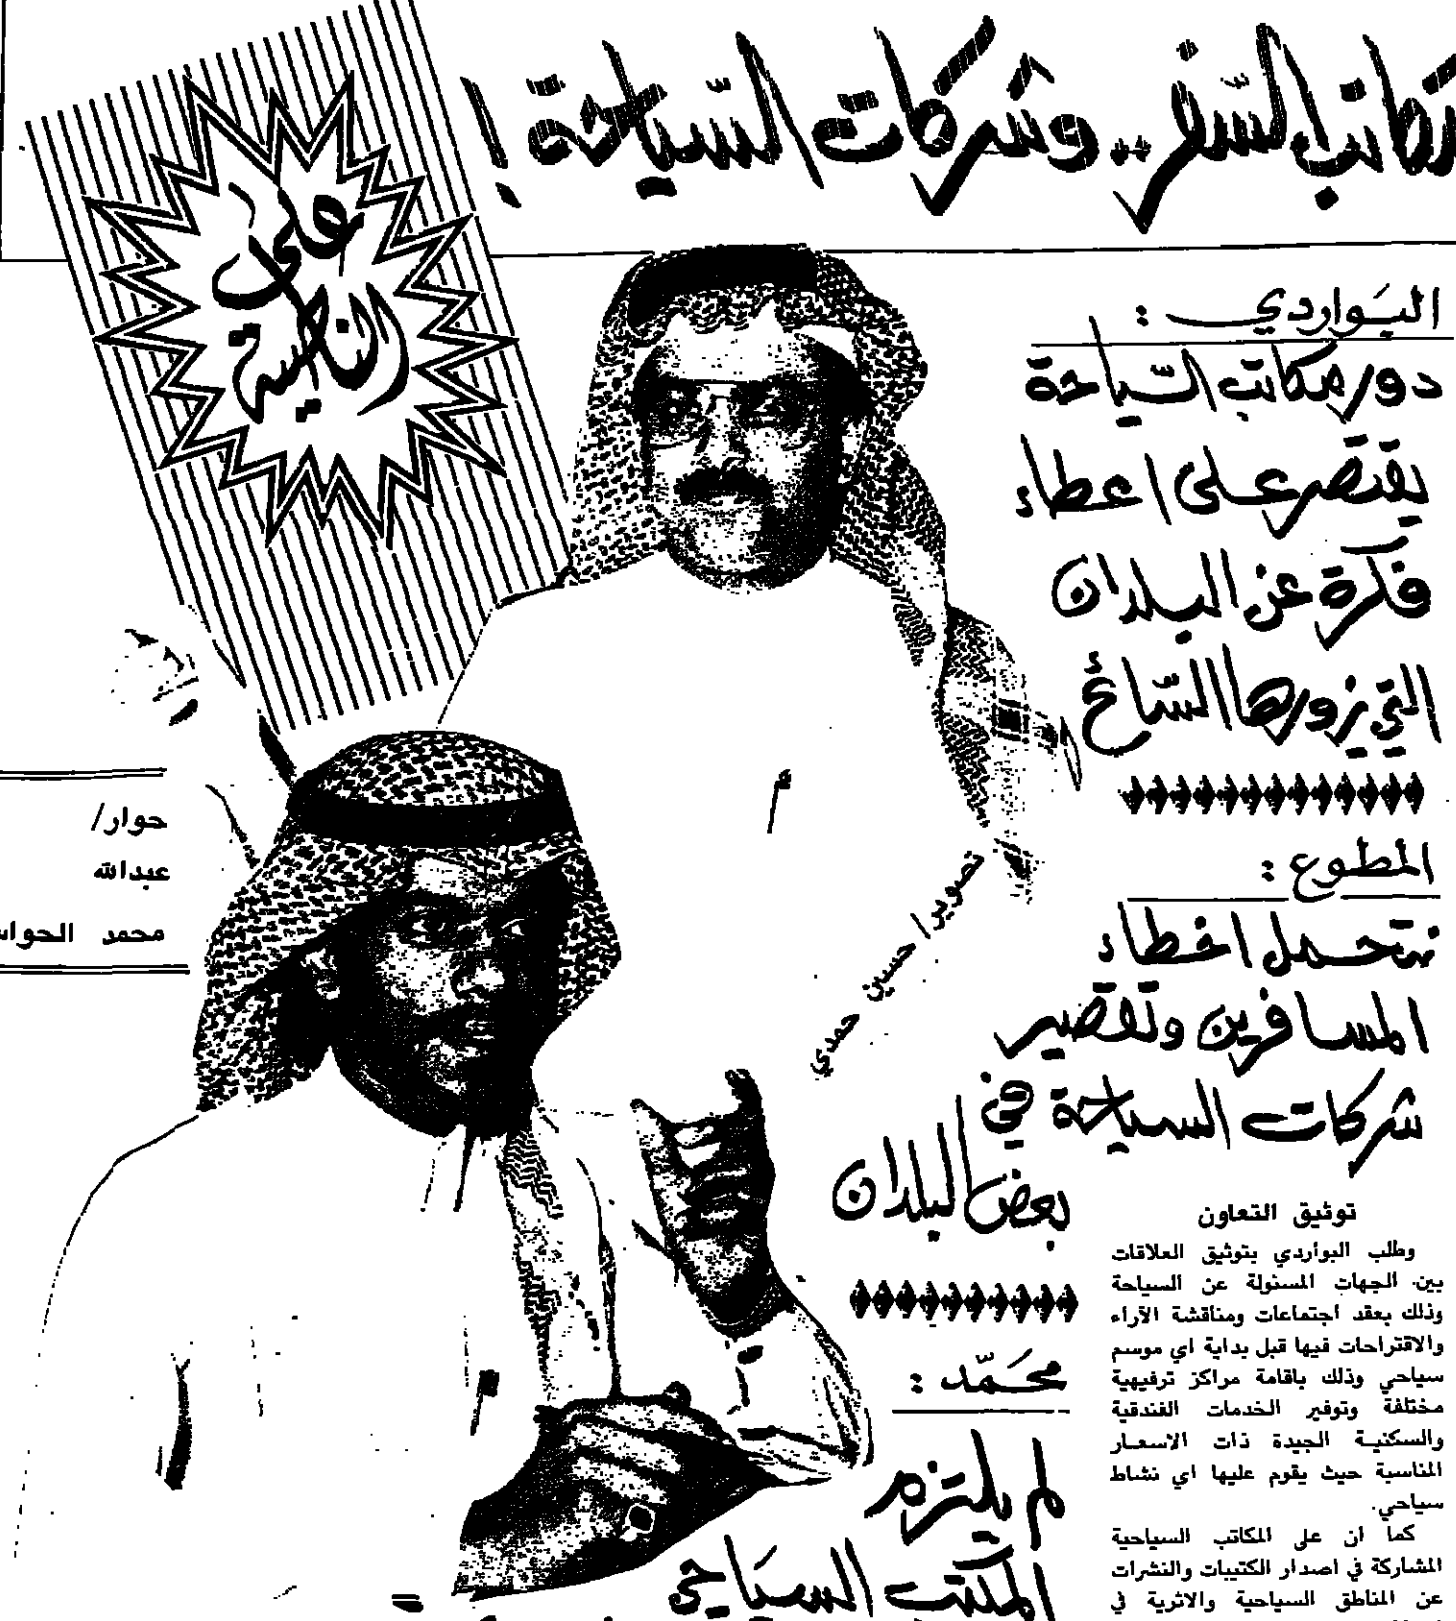 مكاتب السفر.. وشركات السياحة!
على
الناصية
البواردي :
دور مكاتب السياحة
يقتصر على اعطاء
فكرة عن البلدان
التي يزورها السائح
المطوع :
نتحمل اخطاء
المسافرين وتقصير
شركات السياحة في
بعض البلدان
محمد :
لم يلتزم
المكتب السياحي
حوار/
عبدالله
محمد
تصوير/ حسين حمدي
توثيق التعاون
وطلب البواردي بتوثيق العلاقات
بين الجهات المسئولة عن السياحة
وذلك بعقد اجتماعات ومناقشة الآراء
والاقتراحات فيها قبل بداية اي موسم
سياحي وذلك باقامة مراكز ترفيهية
مختلفة وتوفير الخدمات الفندقية
والسكنية الجيدة ذات الاسعار
المناسبة حيث يقوم عليها اي نشاط
سياحي.
كما ان على المكاتب السياحية
المشاركة في اصدار الكتيبات والنشرات
عن المناطق السياحية والاثرية في